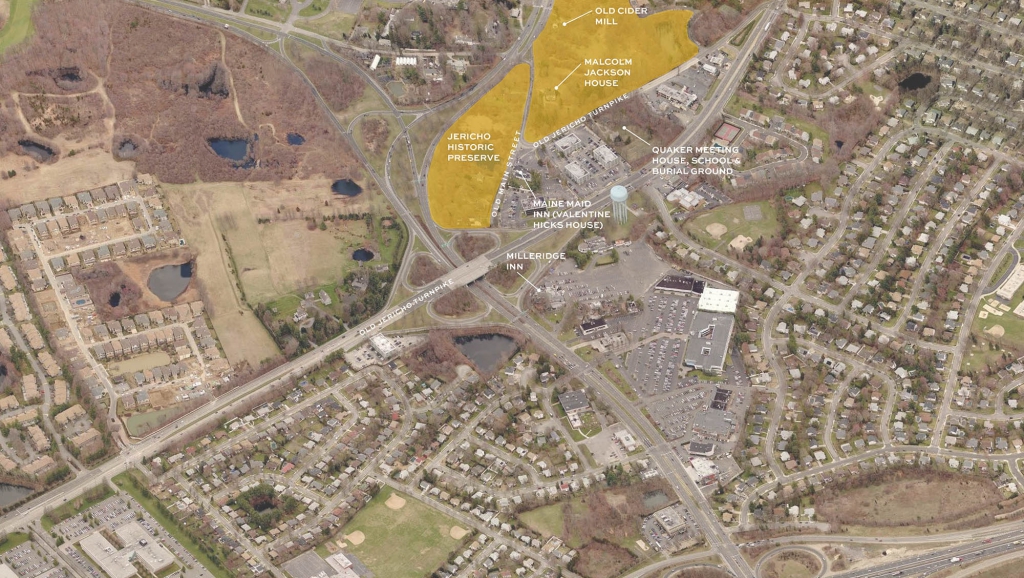 OLD CIDER
MILL
MALCOLM
JACKSON
HOUSE
OLD JERICHO TURNPIKE
JERICHO
HISTORIC
PRESERVE
OLD MAIN STREET
QUAKER MEETING
HOUSE, SCHOOL &
BURIAL GROUND
MAINE MAID
INN (VALENTINE
HICKS HOUSE)
MILLERIDGE
INN
OLD JERICHO TURNPIKE